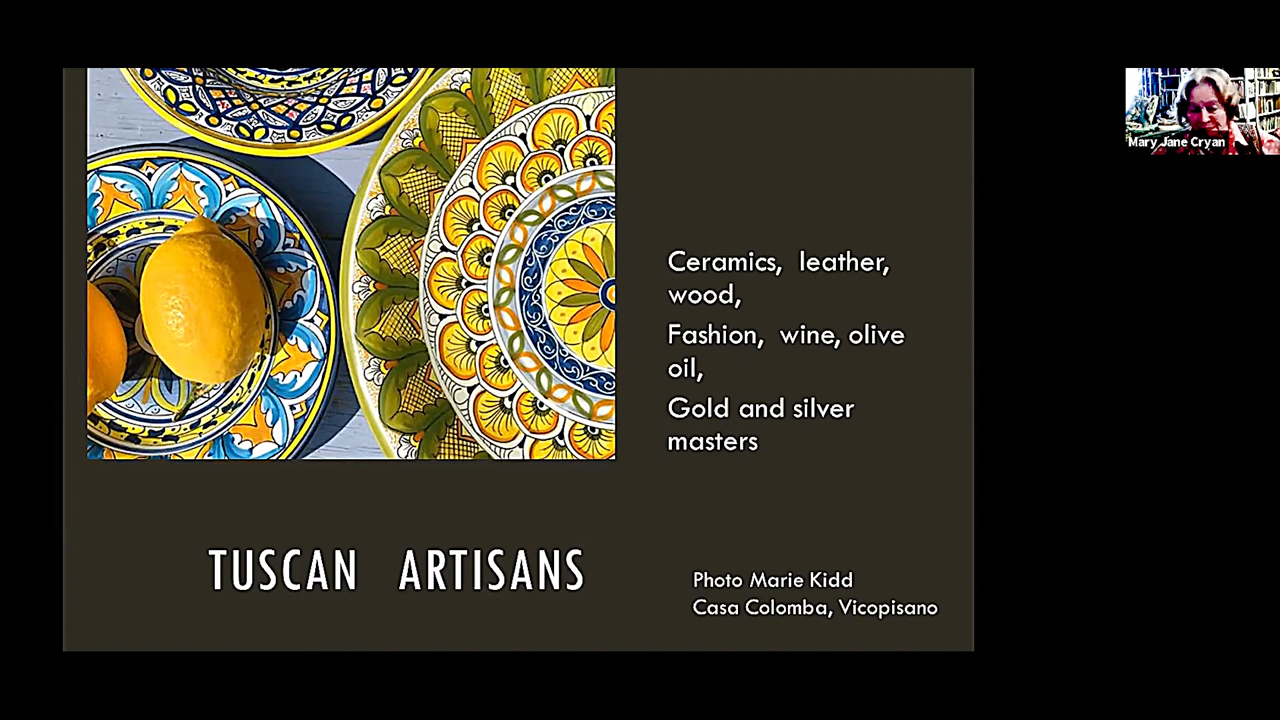 Mary Jane Cryan
Ceramics, leather,
wood,
Fashion, wine, olive
oil,
Gold and silver
masters
TUSCAN ARTISANS
Photo Marie Kidd
Casa Colomba, Vicopisano